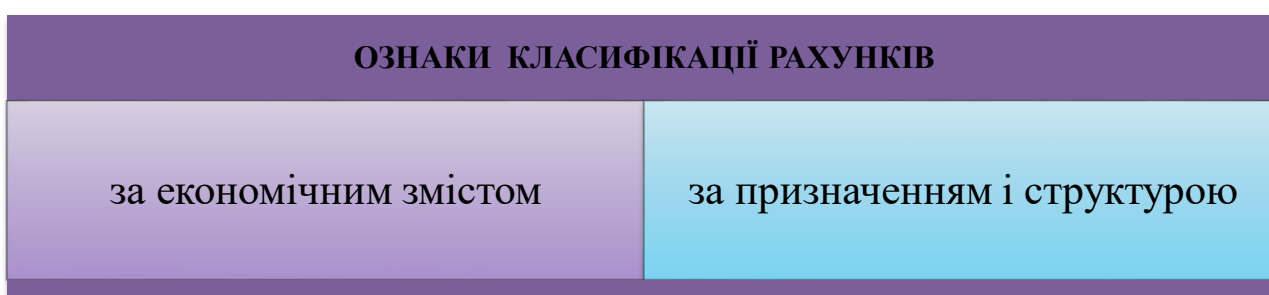 ОЗНАКИ КЛАСИФІКАЦІЇ РАХУНКІВ
за економічним змістом
за призначенням і структурою